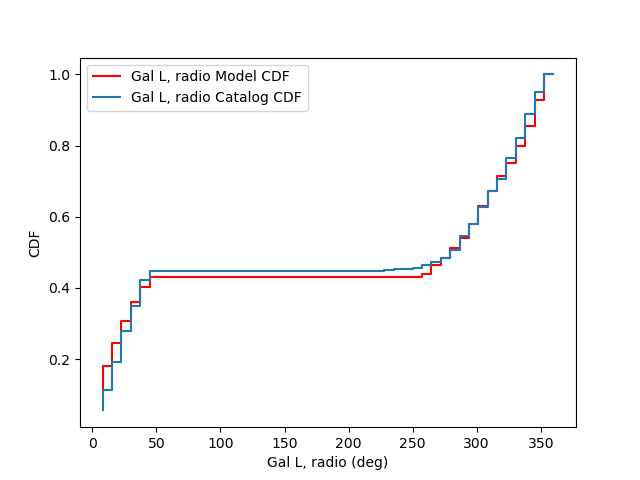 Gal L, radio Model CDF
Gal L, radio Catalog CDF
1.0
0.8
0.6
0.4
0.2
CDF
0 50 100 150 200 250 300 350
Gal L, radio (deg)